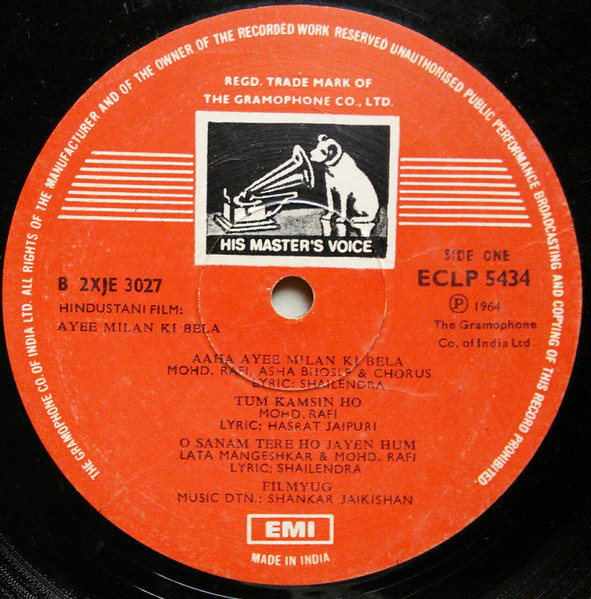 THE GRAMOPHONE CO. OF INDIA LTD. ALL RIGHTS OF THE MANUFACTURER AND OF THE OWNER OF THE RECORDED WORK RESERVED UNAUTHORISED PUBLIC PERFORMANCE BROADCASTING AND COPYING OF THIS RECORD PROHIBITED.
REGD. TRADE MARK OF
THE GRAMOPHONE CO., LTD.
HIS MASTER'S VOICE
SIDE ONE
B 2XJE 3027
ECLP 5434
HINDUSTANI FILM:
Ⓟ 1964
AYEE MILAN KI BELA
The Gramophone
Co. of India Ltd
AAHA AYEE MILAN KI BELA
MOHD. RAFI, ASHA BHOSLE & CHORUS
LYRIC: SHAILENDRA
TUM KAMSIN HO
MOHD. RAFI
LYRIC: HASRAT JAIPURI
O SANAM TERE HO JAYEN HUM
LATA MANGESHKAR & MOHD. RAFI
LYRIC: SHAILENDRA
FILMYUG
MUSIC DTN.: SHANKAR JAIKISHAN
EMI
MADE IN INDIA